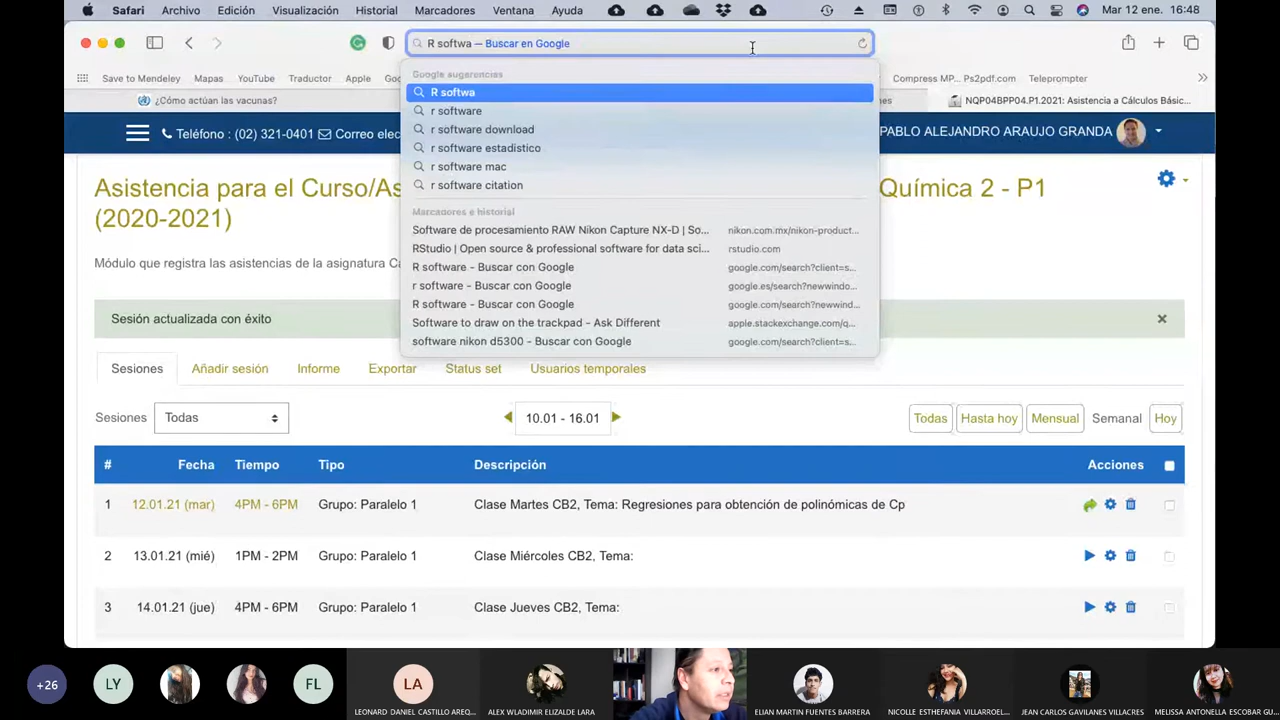 Safari Archivo Edición Visualización Historial Marcadores Ventana Ayuda Mar 12 ene. 16:48
R softwa — Buscar en Google
Save to Mendeley Mapas YouTube Traductor Apple Goo Compress MP... Ps2pdf.com Teleprompter
Google sugerencias
R softwa
¿Cómo actúan las vacunas? nes NQP04BPP04.P1.2021: Asistencia a Cálculos Básic...
r software
r software download
Teléfono : (02) 321-0401 Correo elec PABLO ALEJANDRO ARAUJO GRANDA
r software estadistico
r software mac
r software citation
Asistencia para el Curso/As Química 2 - P1
(2020-2021)
Marcadores e historial
Software de procesamiento RAW Nikon Capture NX-D | So... nikon.com.mx/nikon-product...
RStudio | Open source & professional software for data sci... rstudio.com
Módulo que registra las asistencias de la asignatura Ca
R software - Buscar con Google google.com/search?client=s...
r software - Buscar con Google google.es/search?newwindo...
R software - Buscar con Google google.com/search?newwind...
Sesión actualizada con éxito
Software to draw on the trackpad - Ask Different apple.stackexchange.com/q...
software nikon d5300 - Buscar con Google google.com/search?client=s...
Sesiones Añadir sesión Informe Exportar Status set Usuarios temporales
Sesiones Todas 10.01 - 16.01 Todas Hasta hoy Mensual Semanal Hoy
# Fecha Tiempo Tipo Descripción Acciones
1 12.01.21 (mar) 4PM - 6PM Grupo: Paralelo 1 Clase Martes CB2, Tema: Regresiones para obtención de polinómicas de Cp
2 13.01.21 (mié) 1PM - 2PM Grupo: Paralelo 1 Clase Miércoles CB2, Tema:
3 14.01.21 (jue) 4PM - 6PM Grupo: Paralelo 1 Clase Jueves CB2, Tema:
+26 LY FL LA
LEONARD DANIEL CASTILLO AREQ... ALEX WLADIMIR ELIZALDE LARA ELIAN MARTIN FUENTES BARRERA NICOLLE ESTHEFANIA VILLARROEL... JEAN CARLOS GAVILANES VILLACRES MELISSA ANTONELA ESCOBAR GU...